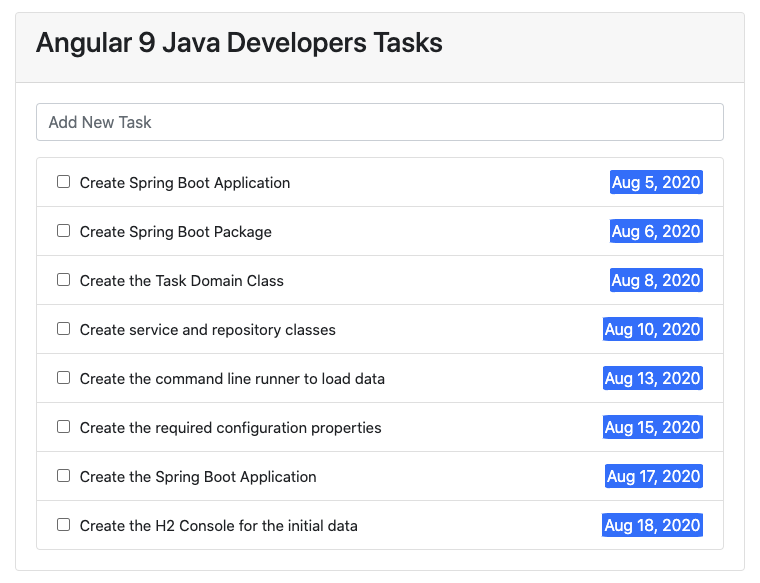 Angular 9 Java Developers Tasks
Add New Task
Create Spring Boot Application Aug 5, 2020
Create Spring Boot Package Aug 6, 2020
Create the Task Domain Class Aug 8, 2020
Create service and repository classes Aug 10, 2020
Create the command line runner to load data Aug 13, 2020
Create the required configuration properties Aug 15, 2020
Create the Spring Boot Application Aug 17, 2020
Create the H2 Console for the initial data Aug 18, 2020